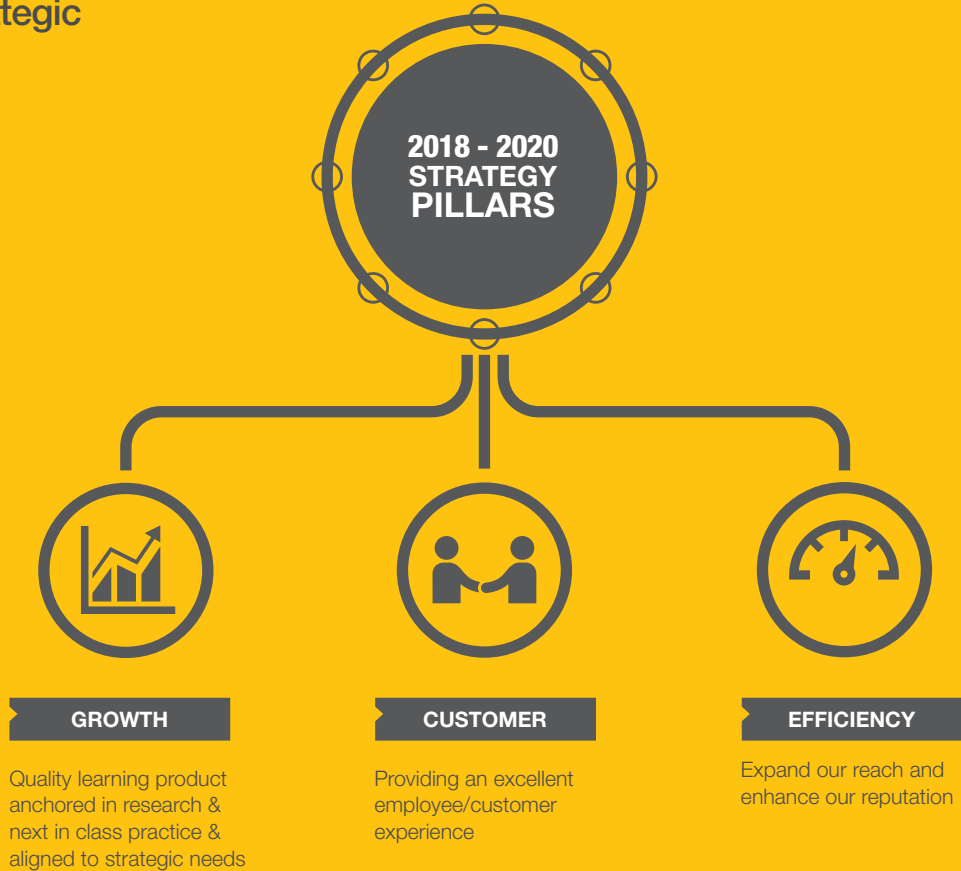 2018 - 2020
STRATEGY
PILLARS
GROWTH
Quality learning product
anchored in research &
next in class practice &
aligned to strategic needs
CUSTOMER
Providing an excellent
employee/customer
experience
EFFICIENCY
Expand our reach and
enhance our reputation